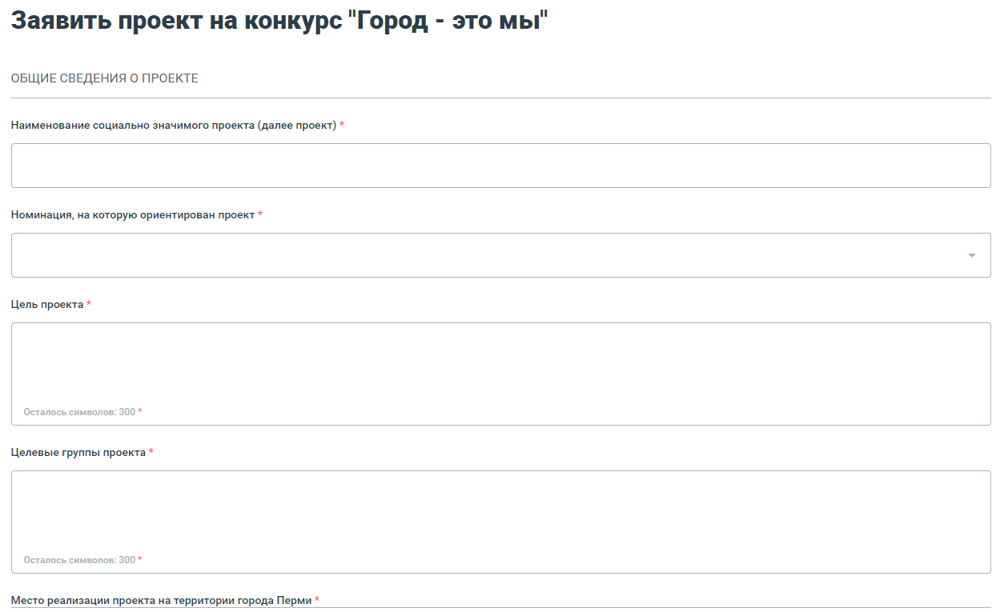 Заявить проект на конкурс "Город - это мы"
ОБЩИЕ СВЕДЕНИЯ О ПРОЕКТЕ
Наименование социально значимого проекта (далее проект) *
Номинация, на которую ориентирован проект *
Цель проекта *
Осталось символов: 300 *
Целевые группы проекта *
Осталось символов: 300 *
Место реализации проекта на территории города Перми *